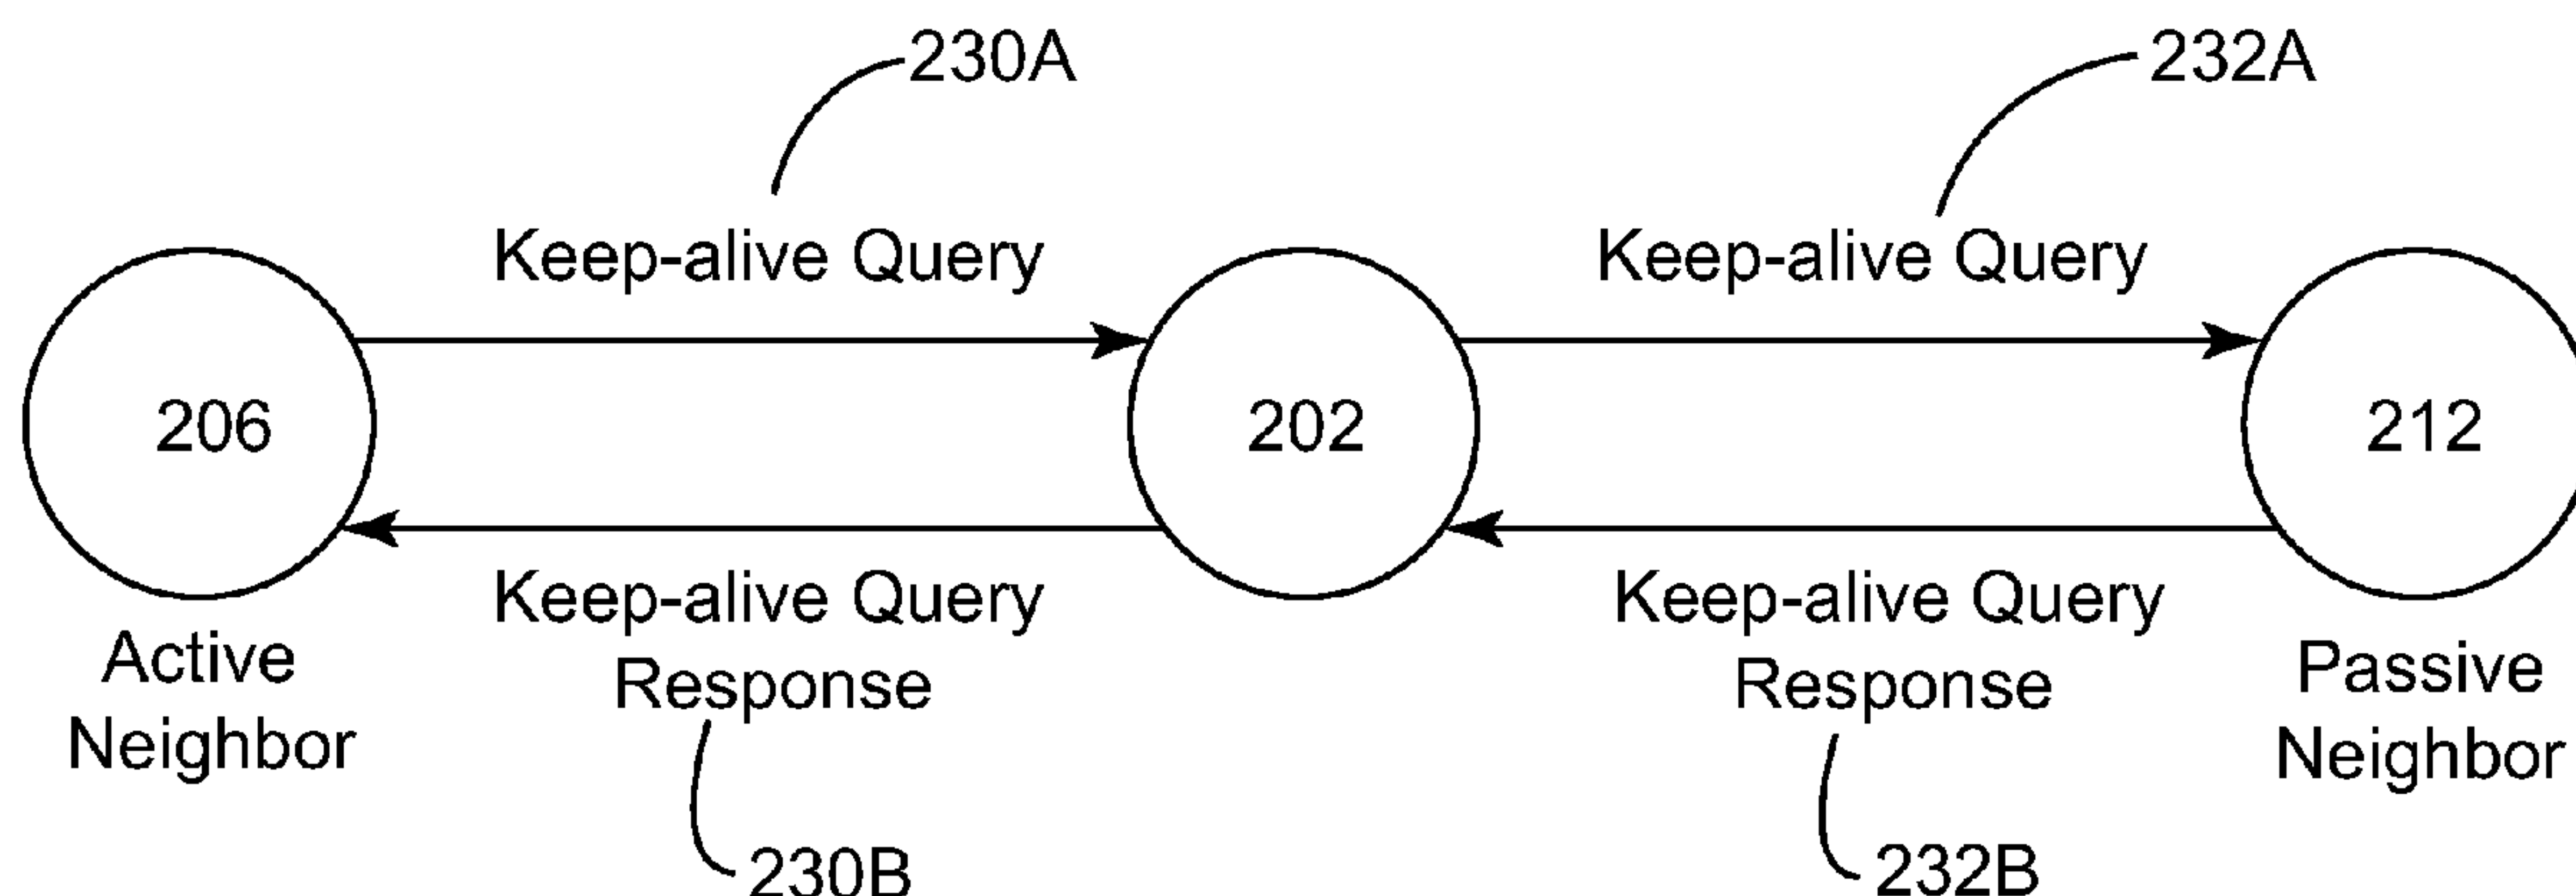 230A
232A
Keep-alive Query
Keep-alive Query
206
202
212
Keep-alive Query
Response
Keep-alive Query
Response
Active
Neighbor
Passive
Neighbor
230B
232B